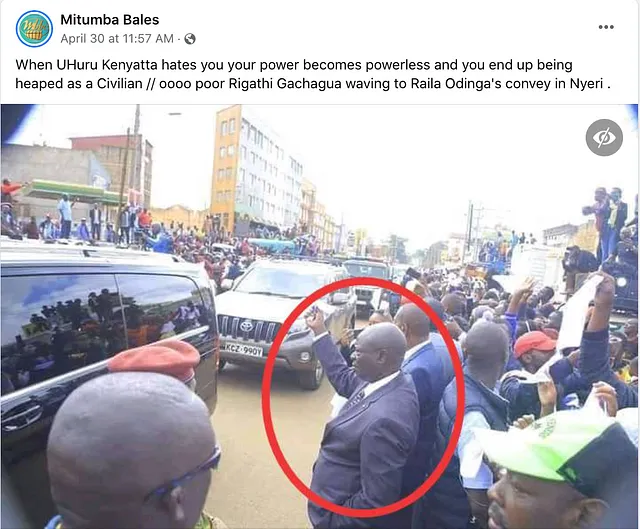 Mitumba Bales
April 30 at 11:57 AM ·
When UHuru Kenyatta hates you your power becomes powerless and you end up being
heaped as a Civilian // oooo poor Rigathi Gachagua waving to Raila Odinga's convey in Nyeri .
KCZ 990Y